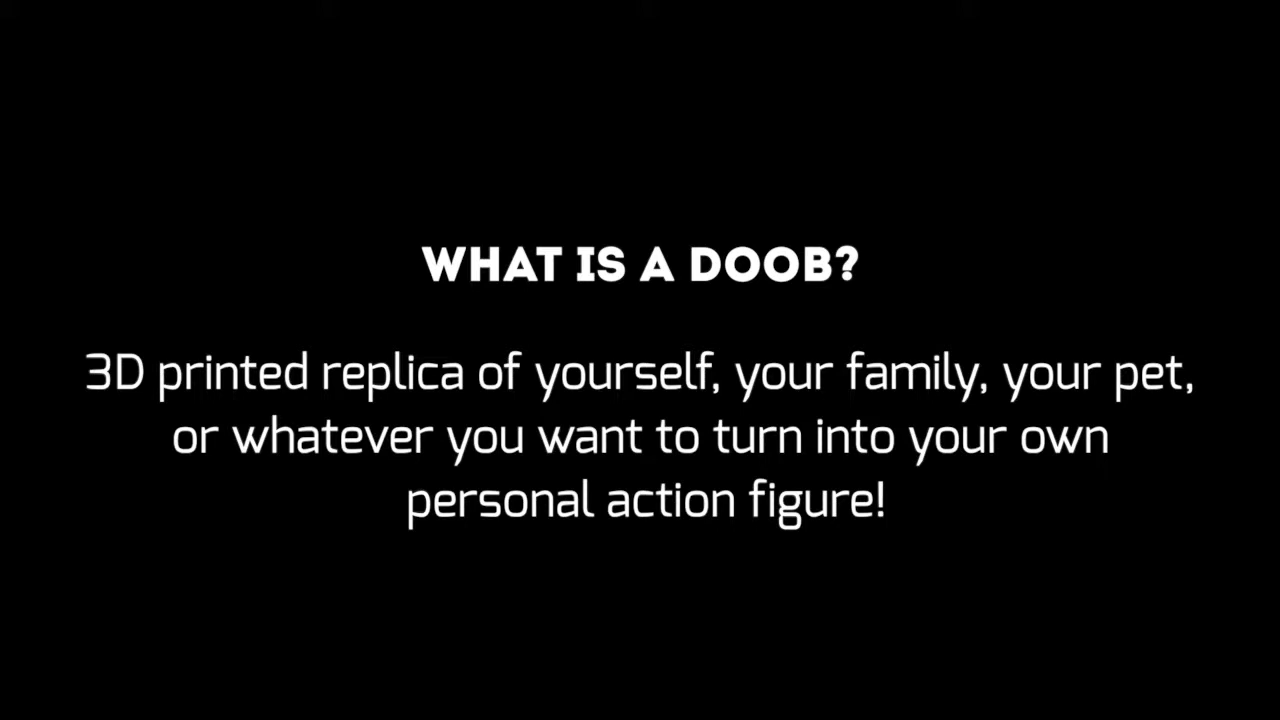 WHAT IS A DOOB?
3D printed replica of yourself, your family, your pet,
or whatever you want to turn into your own
personal action figure!